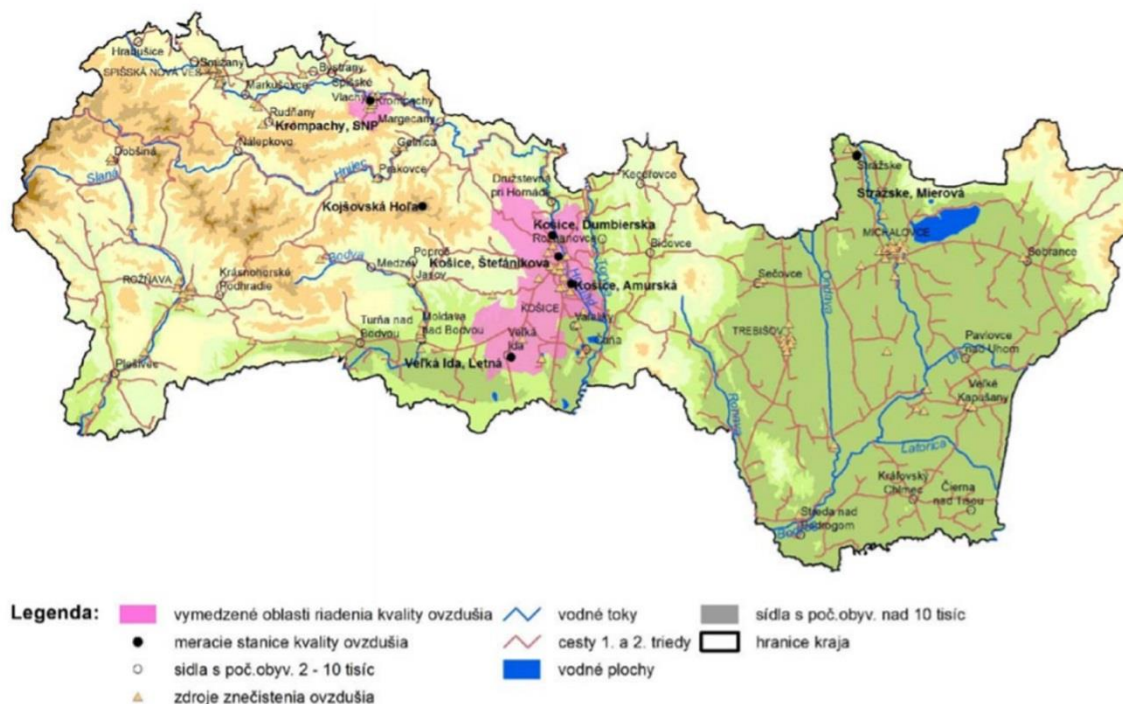 Hrabušice
Smižany
SPIŠSKÁ NOVÁ VES
Bystrany
Spišské
Vlachy
Markušovce
Krompachy
Rudňany
Margecany
Krompachy, SNP
Dobšiná
Nálepkovo
Gelnica
Slaná
Hnilec
Prakovce
Družstevná
pri Hornáde
Kecerovce
Strážske
Strážske, Mierová
Kojšovská Hoľa
Košice, Ďumbierska
Rozhanovce
MICHALOVCE
Bidovce
Poproč
Košice, Štefánikova
Sobrance
Bodva
Medzev
Jasov
Topľa
Sečovce
Ondava
ROŽŇAVA
Krásnohorské
Podhradie
Košice, Amurská
KOŠICE
Moldava
nad Bodvou
Turňa nad
Bodvou
Valaliky
TREBIŠOV
Pavlovce
nad Uhom
Veľká
Ida
Čaňa
Plešivec
Veľká Ida, Letná
Veľké
Kapušany
Roňava
Latorica
Kráľovský
Chlmec
Čierna
nad Tisou
Streda nad
Bodrogom
Legenda:
vymedzené oblasti riadenia kvality ovzdušia
vodné toky
sídla s poč.obyv. nad 10 tisíc
meracie stanice kvality ovzdušia
cesty 1. a 2. triedy
hranice kraja
sídla s poč.obyv. 2 - 10 tisíc
vodné plochy
zdroje znečistenia ovzdušia